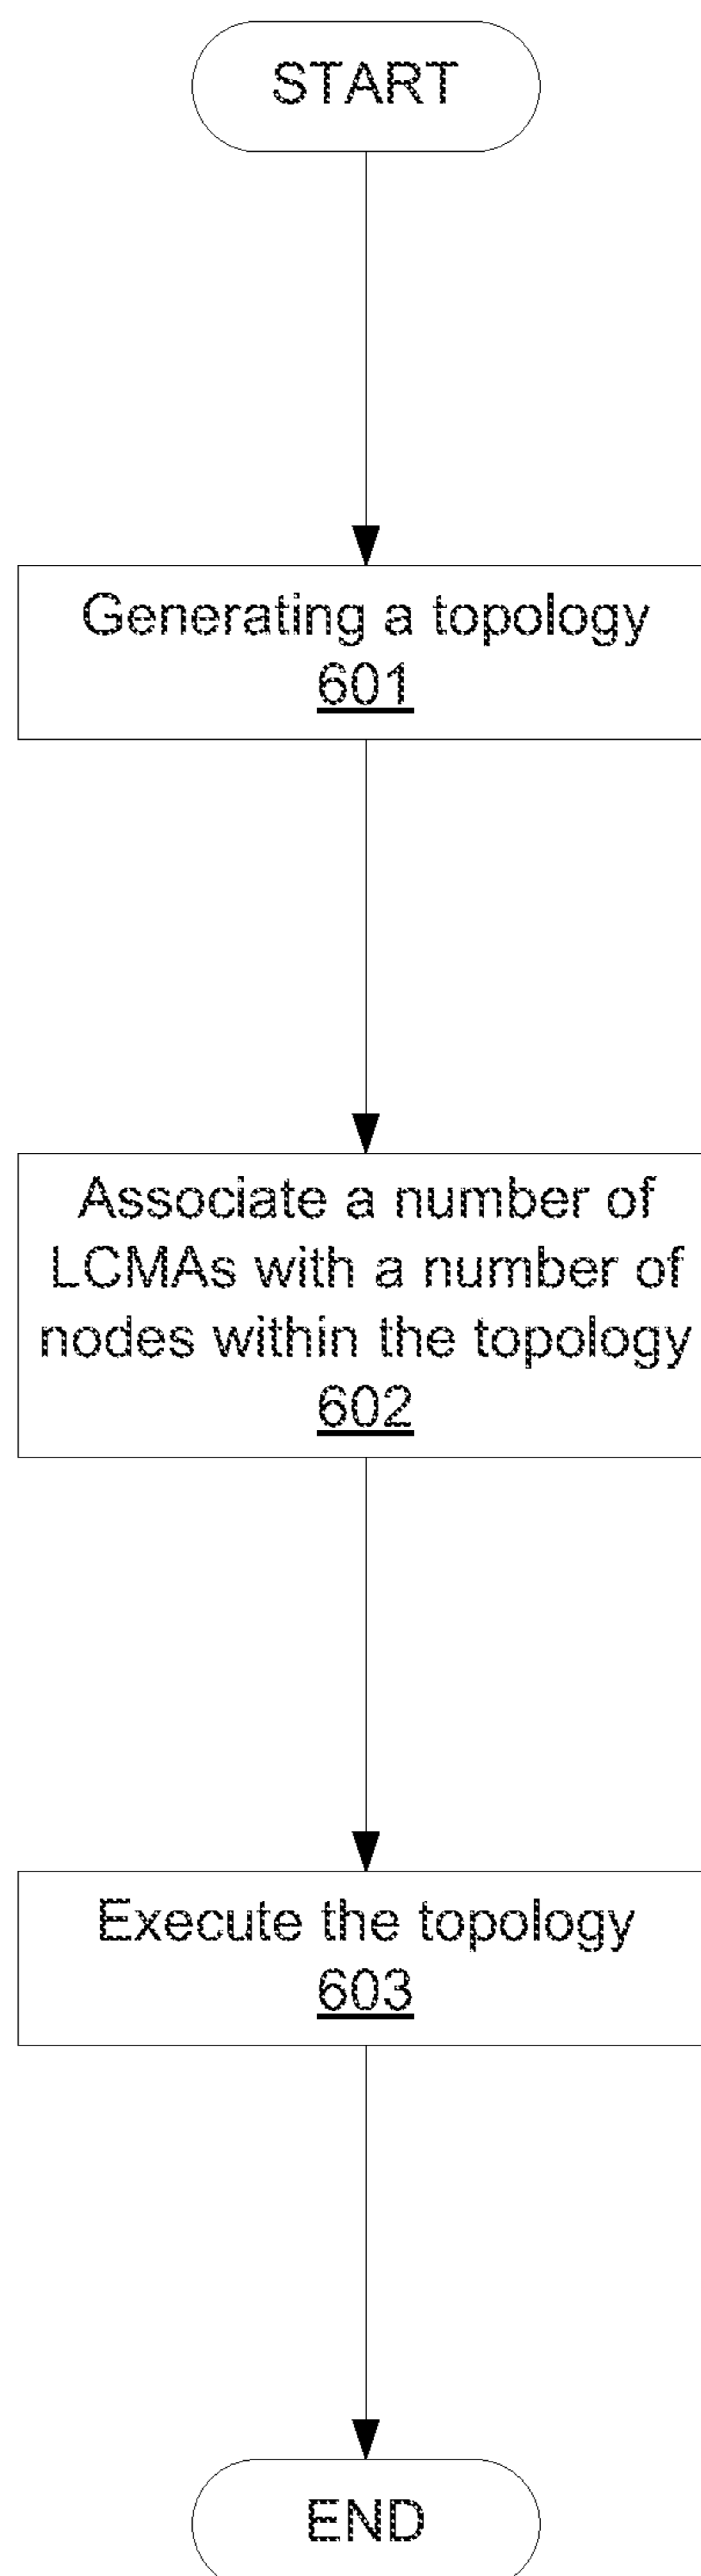 START
Generating a topology
601
Associate a number of
LCMAs with a number of
nodes within the topology
602
Execute the topology
603
END